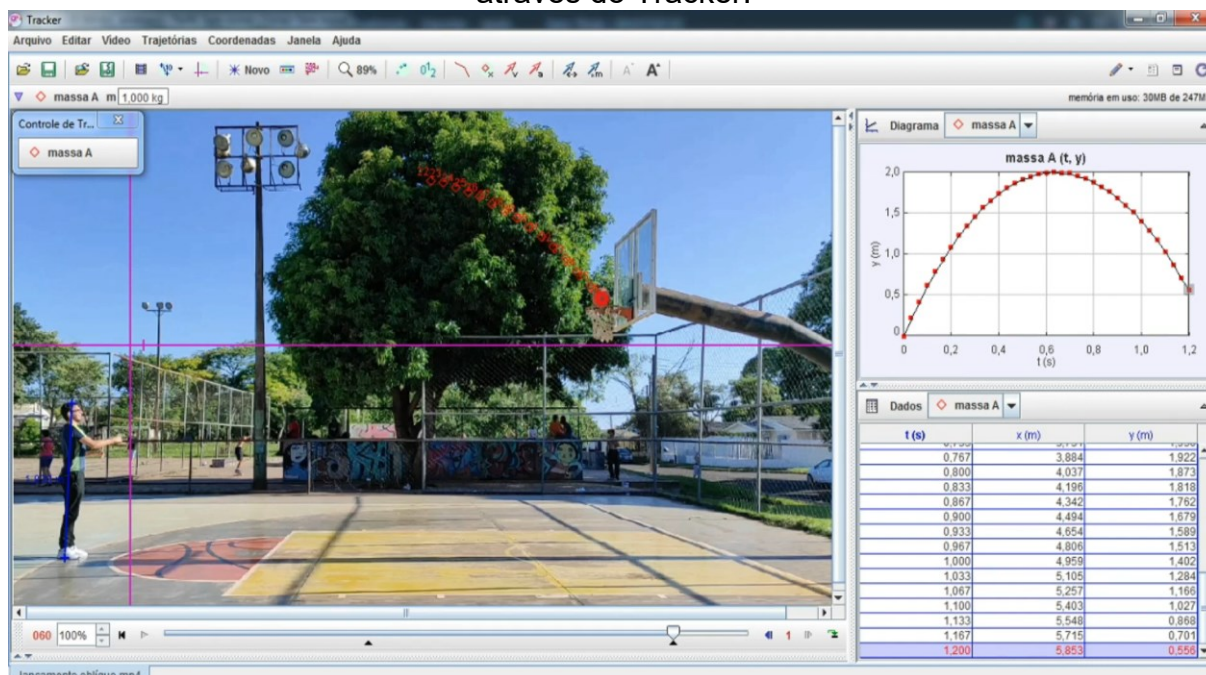 através do Tracker.
Tracker
Arquivo Editar Vídeo Trajetórias Coordenadas Janela Ajuda
Novo 89%
massa A m 1,000 kg
memória em uso: 30MB de 247M
Controle de Tr...
massa A
Diagrama massa A
massa A (t, y)
2,0
1,5
1,0
0,5
0
y (m)
0 0,2 0,4 0,6 0,8 1,0 1,2
t (s)
Dados massa A
t (s) x (m) y (m)
0,767 3,884 1,922
0,800 4,037 1,873
0,833 4,196 1,818
0,867 4,342 1,762
0,900 4,494 1,679
0,933 4,654 1,589
0,967 4,806 1,513
1,000 4,959 1,402
1,033 5,105 1,284
1,067 5,257 1,166
1,100 5,403 1,027
1,133 5,548 0,868
1,167 5,715 0,701
1,200 5,853 0,556
060 100% 1